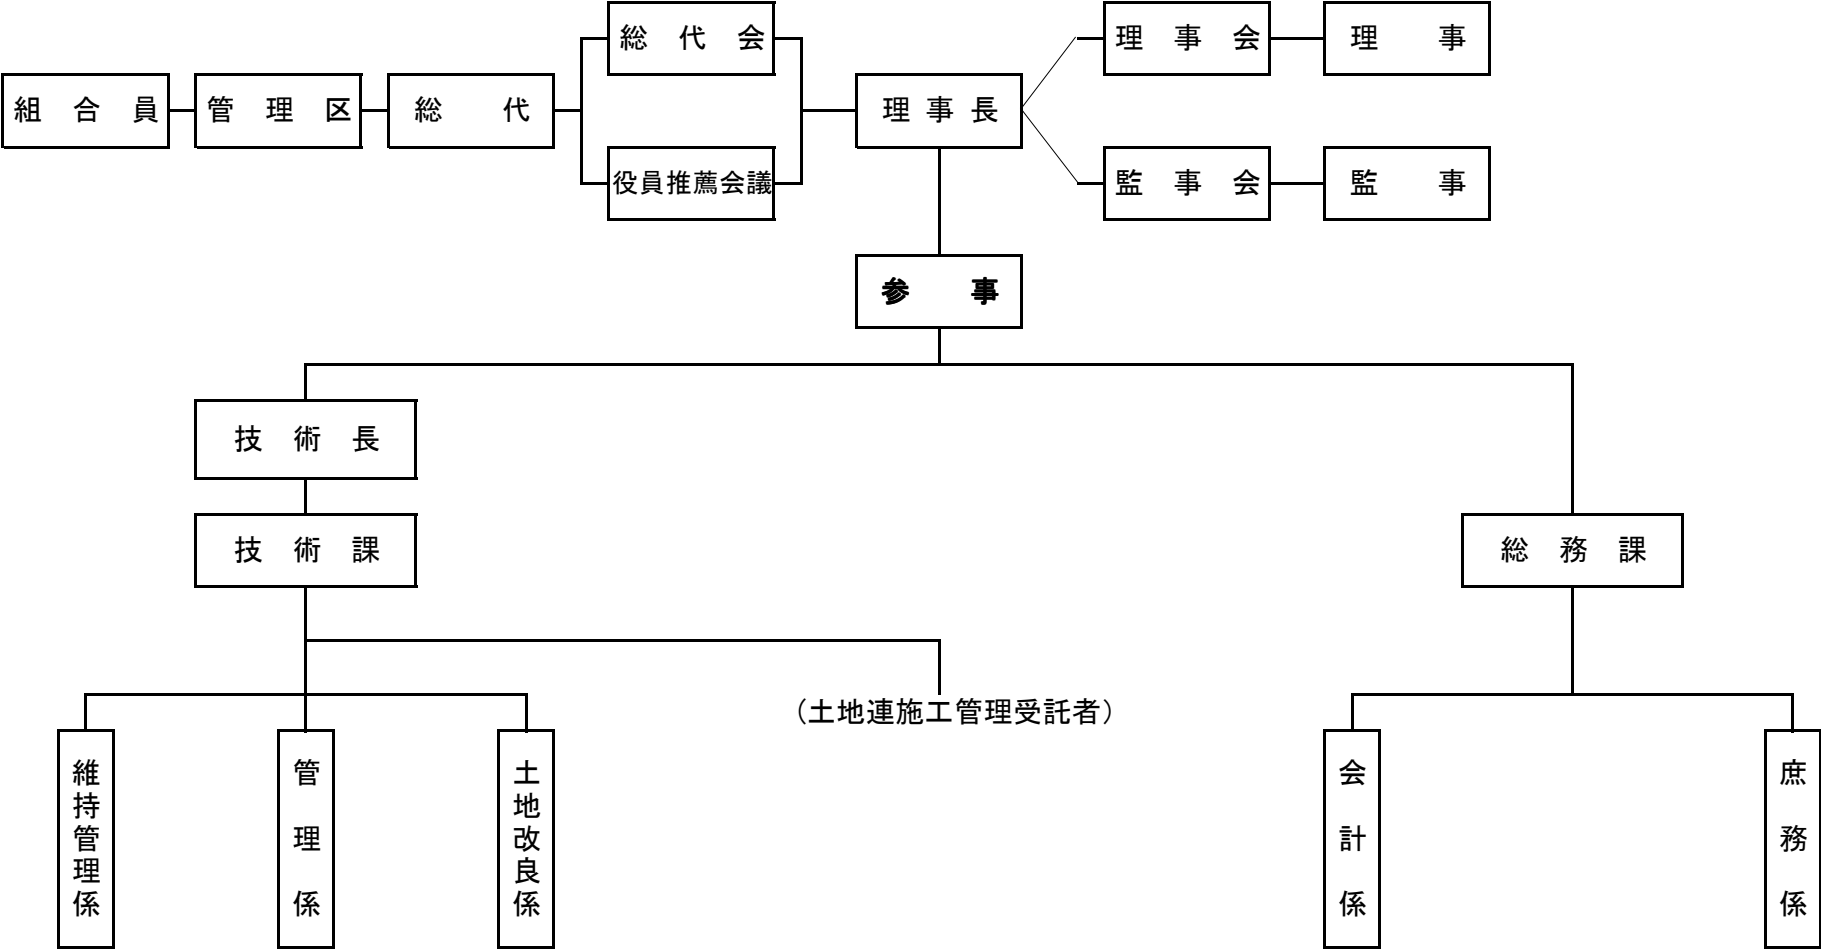 総代会
理事会
理事
組合員
管理区
総代
理事長
役員推薦会議
監事会
監事
参事
技術長
技術課
総務課
（土地連施工管理受託者）
維持管理係
管理係
土地改良係
会計係
庶務係